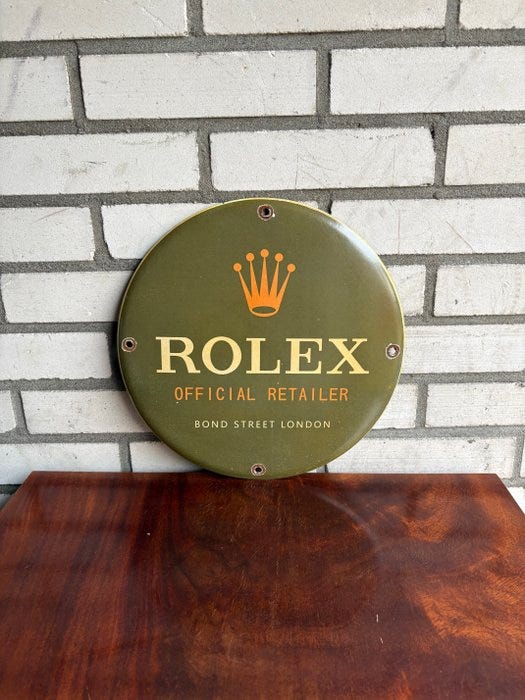 ROLEX
OFFICIAL RETAILER
BOND STREET LONDON